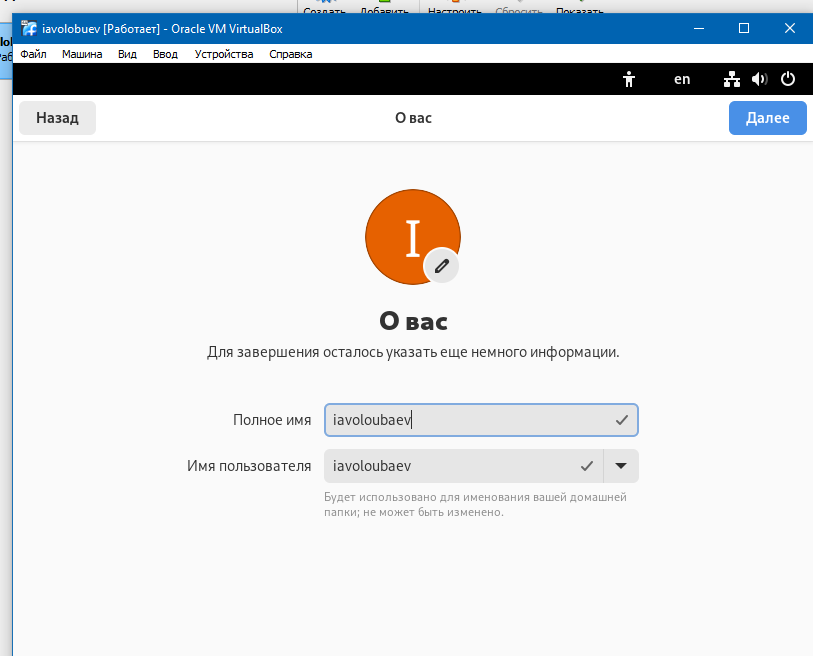 Создать Добавить Настроить Сбросить Показать
iavolobuev [Работает] - Oracle VM VirtualBox
Файл Машина Вид Ввод Устройства Справка
en
Назад О вас Далее
I
О вас
Для завершения осталось указать еще немного информации.
Полное имя iavoloubaev
Имя пользователя iavoloubaev
Будет использовано для именования вашей домашней
папки; не может быть изменено.